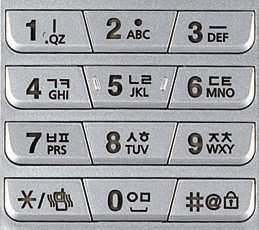 1 ㅣ .QZ 2 • ABC 3 ㅡ DEF
4 ㄱㅋ GHI 5 ㄴㄹ JKL 6 ㄷㅌ MNO
7 ㅂㅍ PRS 8 ㅅㅎ TUV 9 ㅈㅊ WXY
*/ 0 ㅇㅁ #@